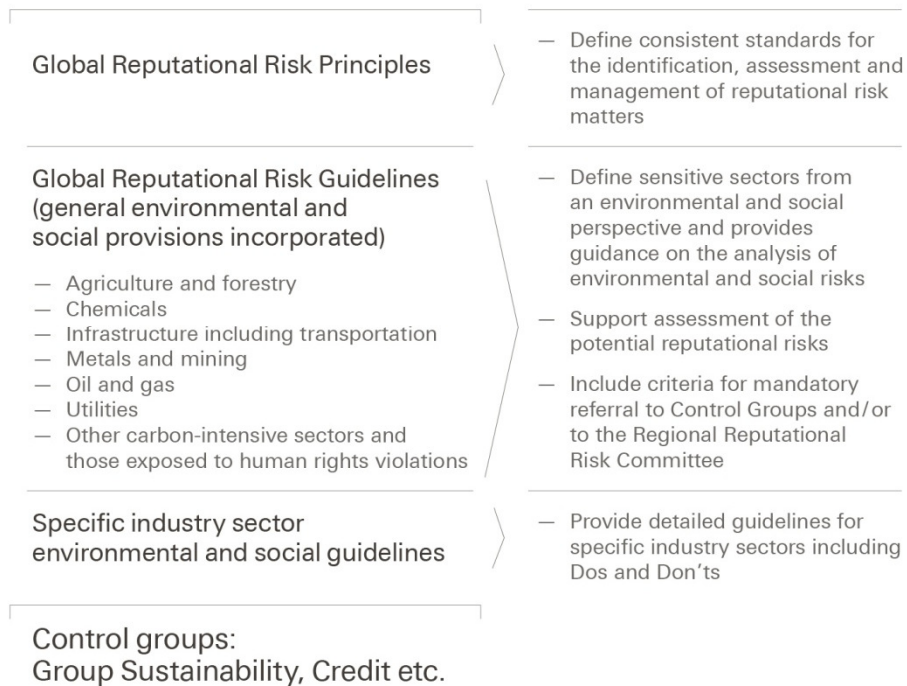 Global Reputational Risk Principles
— Define consistent standards for
the identification, assessment and
management of reputational risk
matters
Global Reputational Risk Guidelines
(general environmental and
social provisions incorporated)
— Agriculture and forestry
— Chemicals
— Infrastructure including transportation
— Metals and mining
— Oil and gas
— Utilities
— Other carbon-intensive sectors and
those exposed to human rights violations
— Define sensitive sectors from
an environmental and social
perspective and provides
guidance on the analysis of
environmental and social risks
— Support assessment of the
potential reputational risks
— Include criteria for mandatory
referral to Control Groups and/or
to the Regional Reputational
Risk Committee
Specific industry sector
environmental and social guidelines
— Provide detailed guidelines for
specific industry sectors including
Dos and Don'ts
Control groups:
Group Sustainability, Credit etc.